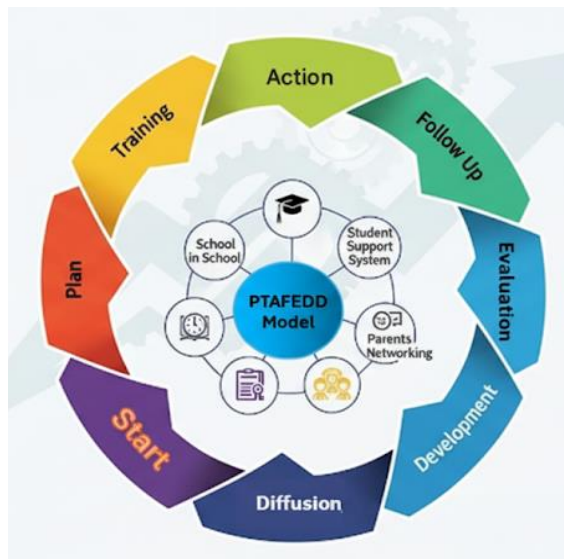 Action
Follow Up
Evaluation
Development
Diffusion
Start
Plan
Training
School
in School
Student
Support
System
PTAFEDD
Model
Parents
Networking